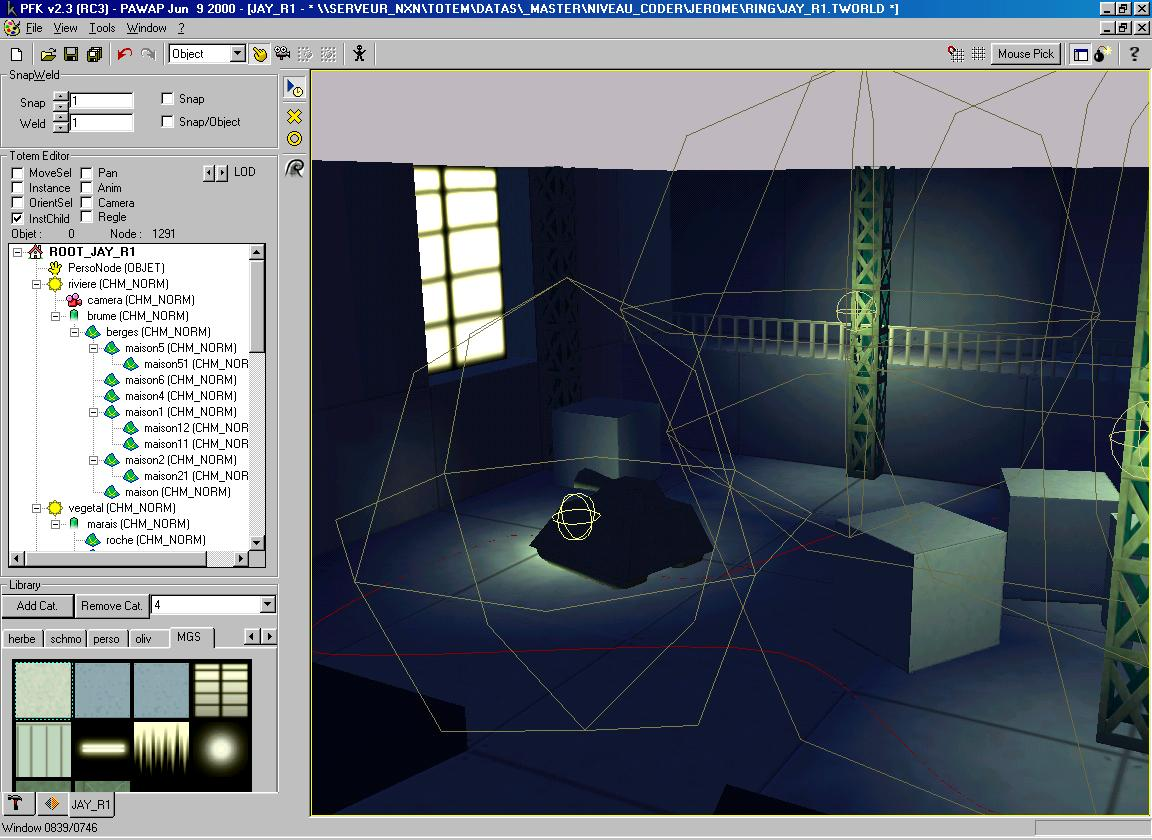 PFK v2.3 (RC3) - PAWAP Jun 9 2000 - [JAY_R1 - * \\SERVEUR_NXN\TOTEM\DATAS\_MASTER\NIVEAU_CODER\JEROME\RING\JAY_R1.TWORLD *]
File View Tools Window ?
Object
Mouse Pick
SnapWeld
Snap 1 Snap
Weld 1 Snap/Object
Totem Editor
MoveSel Pan LOD
Instance Anim
OrientSel Camera
InstChild Regle
Objet : 0 Node : 1291
ROOT_JAY_R1
PersoNode (OBJET)
riviere (CHM_NORM)
camera (CHM_NORM)
brume (CHM_NORM)
berges (CHM_NORM)
maison5 (CHM_NORM)
maison51 (CHM_NOR
maison6 (CHM_NORM)
maison4 (CHM_NORM)
maison1 (CHM_NORM)
maison12 (CHM_NOR
maison11 (CHM_NOR
maison2 (CHM_NORM)
maison21 (CHM_NOR
maison (CHM_NORM)
vegetal (CHM_NORM)
marais (CHM_NORM)
roche (CHM_NORM)
Library
Add Cat. Remove Cat. 4
herbe schmo perso oliv MGS
JAY_R1
Window 0839/0746